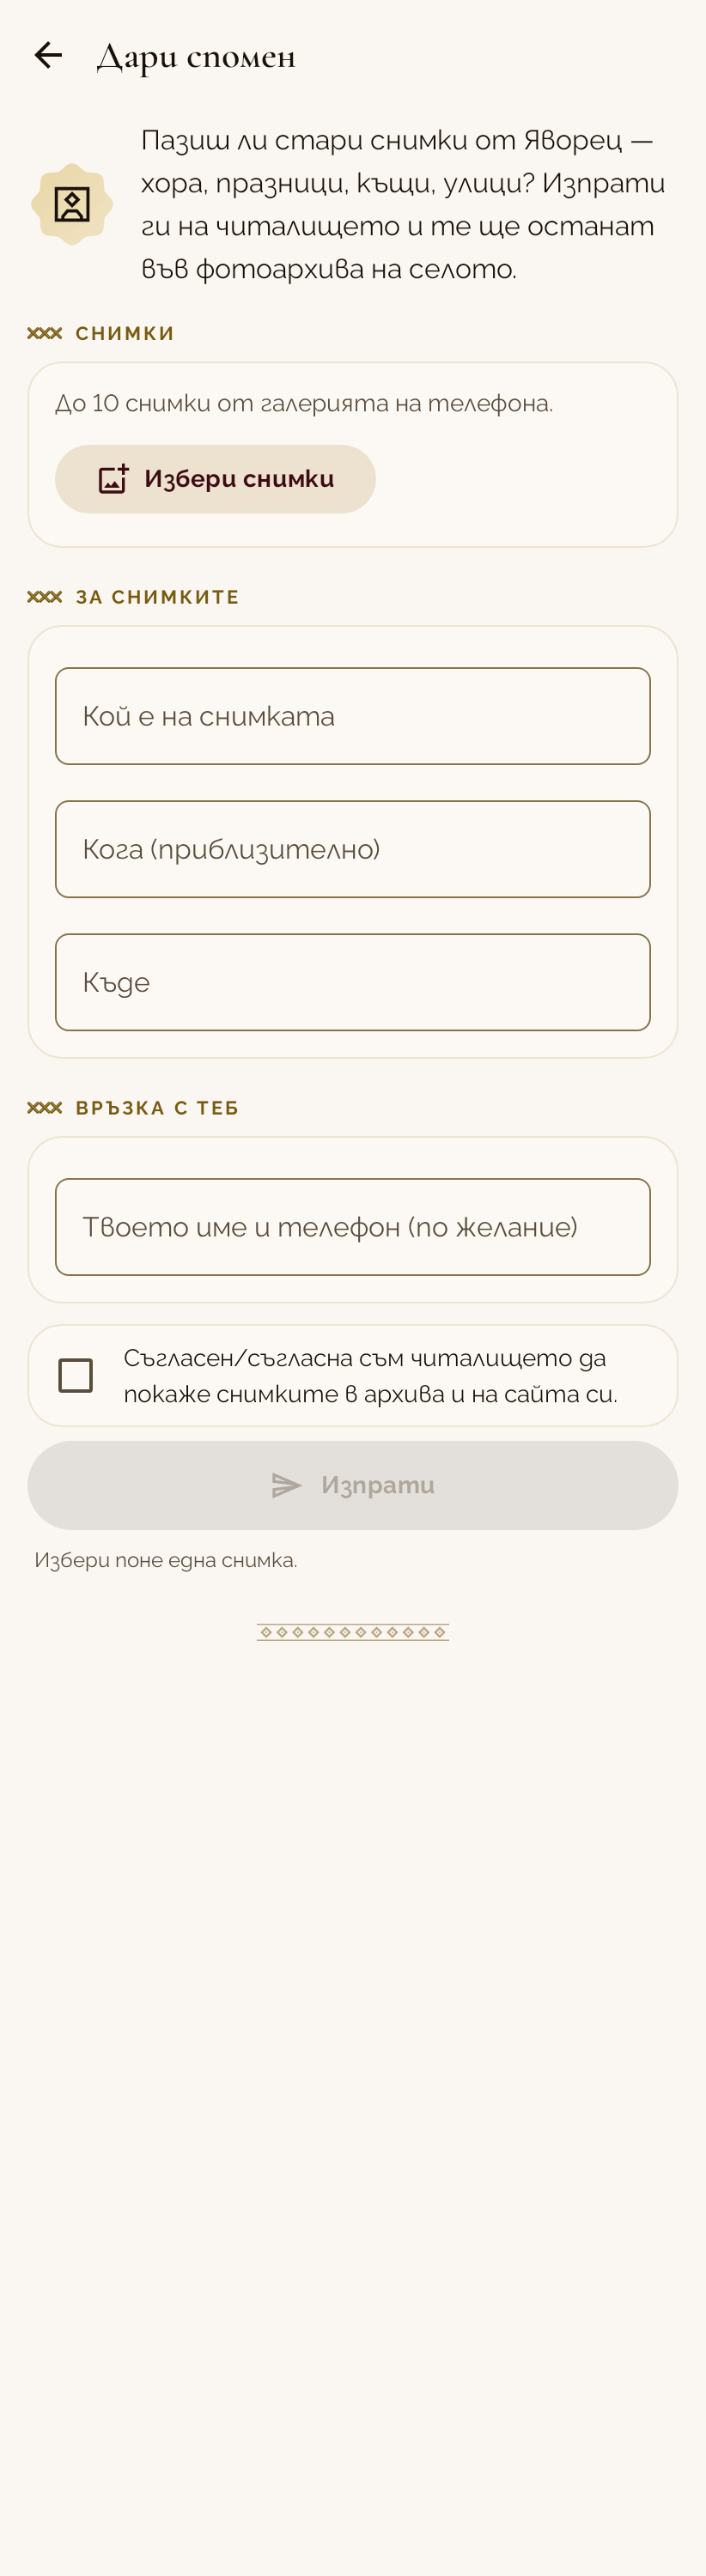 Дари спомен
Пазиш ли стари снимки от Яворец —
хора, празници, къщи, улици? Изпрати
ги на читалището и те ще останат
във фотоархива на селото.
СНИМКИ
До 10 снимки от галерията на телефона.
Избери снимки
ЗА СНИМКИТЕ
Кой е на снимката
Кога (приблизително)
Къде
ВРЪЗКА С ТЕБ
Твоето име и телефон (по желание)
Съгласен/съгласна съм читалището да
покаже снимките в архива и на сайта си.
Изпрати
Избери поне една снимка.